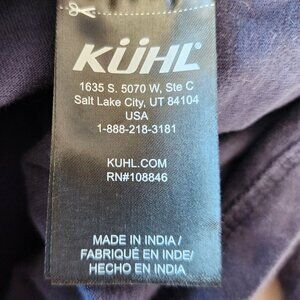 KÜHL
1635 S. 5070 W, Ste C
Salt Lake City, UT 84104
USA
1-888-218-3181
KUHL.COM
RN#108846
MADE IN INDIA /
FABRIQUÉ EN INDE/
HECHO EN INDIA